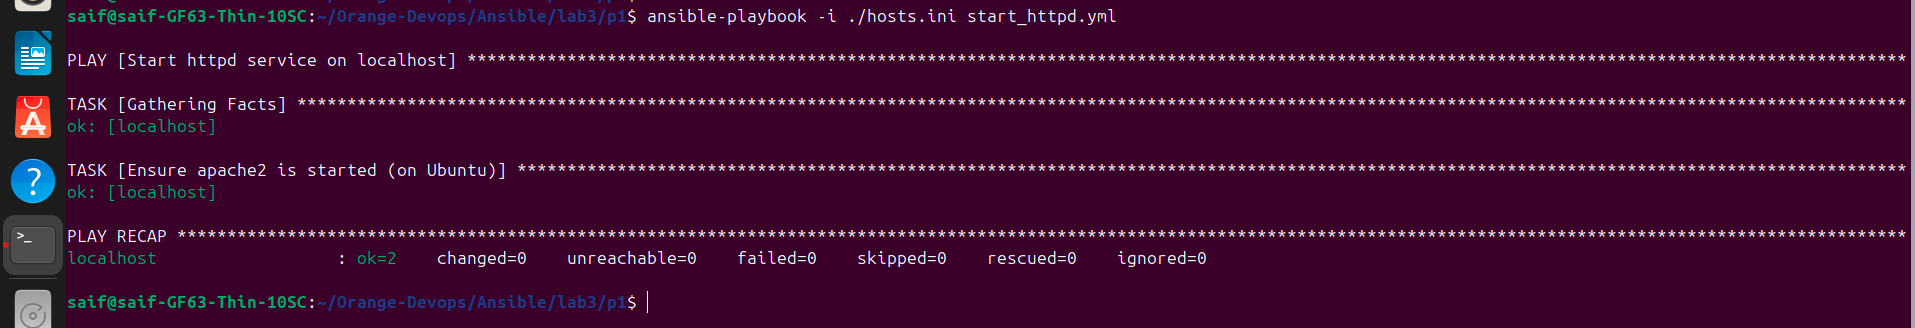 saif@saif-GF63-Thin-10SC:~/Orange-Devops/Ansible/lab3/p1$ ansible-playbook -i ./hosts.ini start_httpd.yml
PLAY [Start httpd service on localhost] ************************************************************************************************************************************************
TASK [Gathering Facts] *****************************************************************************************************************************************************************
ok: [localhost]
TASK [Ensure apache2 is started (on Ubuntu)] *******************************************************************************************************************************************
ok: [localhost]
PLAY RECAP *****************************************************************************************************************************************************************************
localhost                  : ok=2    changed=0    unreachable=0    failed=0    skipped=0    rescued=0    ignored=0
saif@saif-GF63-Thin-10SC:~/Orange-Devops/Ansible/lab3/p1$